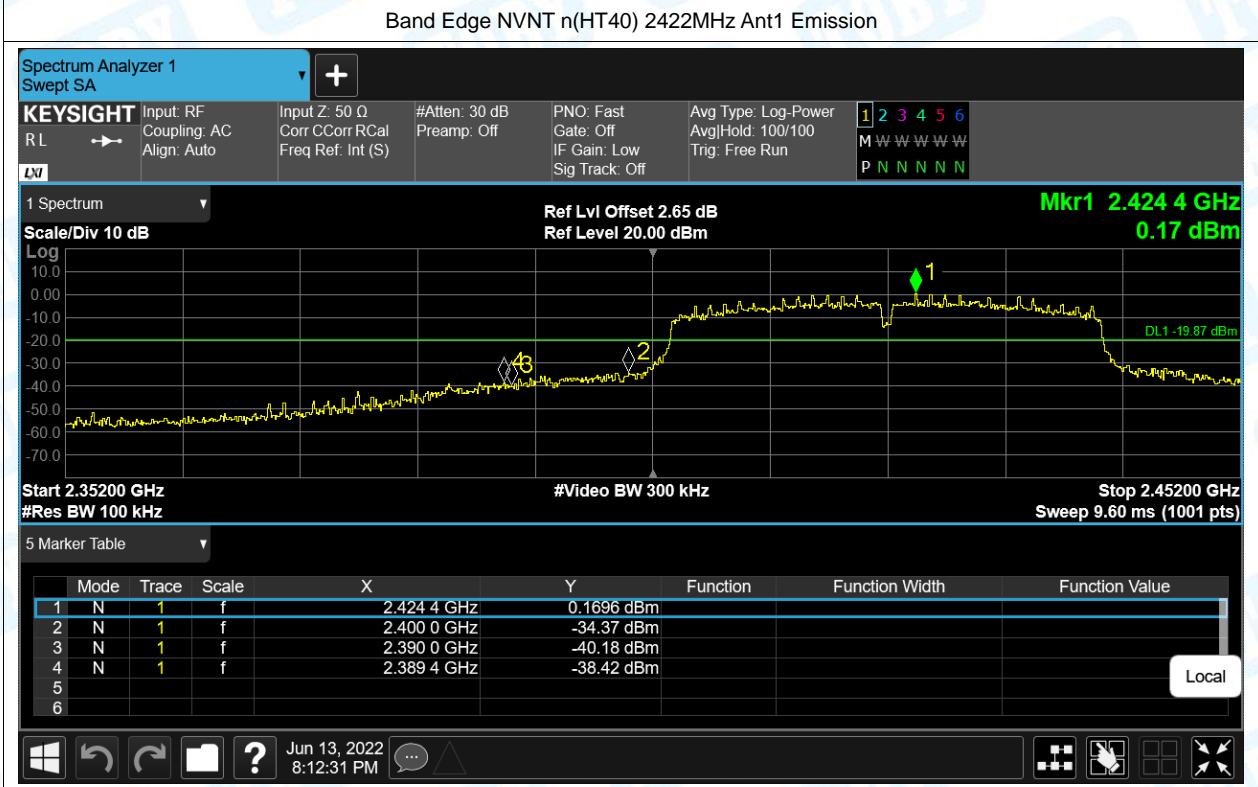 Band Edge NVNT n(HT40) 2422MHz Ant1 Emission
Spectrum Analyzer 1
Swept SA
+
KEYSIGHT Input: RF Input Z: 50 Ω #Atten: 30 dB PNO: Fast Avg Type: Log-Power 1 2 3 4 5 6
R L Coupling: AC Corr CCorr RCal Preamp: Off Gate: Off Avg|Hold: 100/100 M W W W W W W
Align: Auto Freq Ref: Int (S) IF Gain: Low Trig: Free Run
LXI Sig Track: Off P N N N N N N
1 Spectrum
Ref Lvl Offset 2.65 dB Mkr1 2.424 4 GHz
Scale/Div 10 dB Ref Level 20.00 dBm 0.17 dBm
Log
10.0
1
0.00
-10.0
DL1 -19.87 dBm
-20.0
2
-30.0
4 3
-40.0
-50.0
-60.0
-70.0
Start 2.35200 GHz #Video BW 300 kHz Stop 2.45200 GHz
#Res BW 100 kHz Sweep 9.60 ms (1001 pts)
5 Marker Table
Mode Trace Scale X Y Function Function Width Function Value
1 N 1 f 2.424 4 GHz 0.1696 dBm
2 N 1 f 2.400 0 GHz -34.37 dBm
3 N 1 f 2.390 0 GHz -40.18 dBm
4 N 1 f 2.389 4 GHz -38.42 dBm
5
6
Local
? Jun 13, 2022
8:12:31 PM